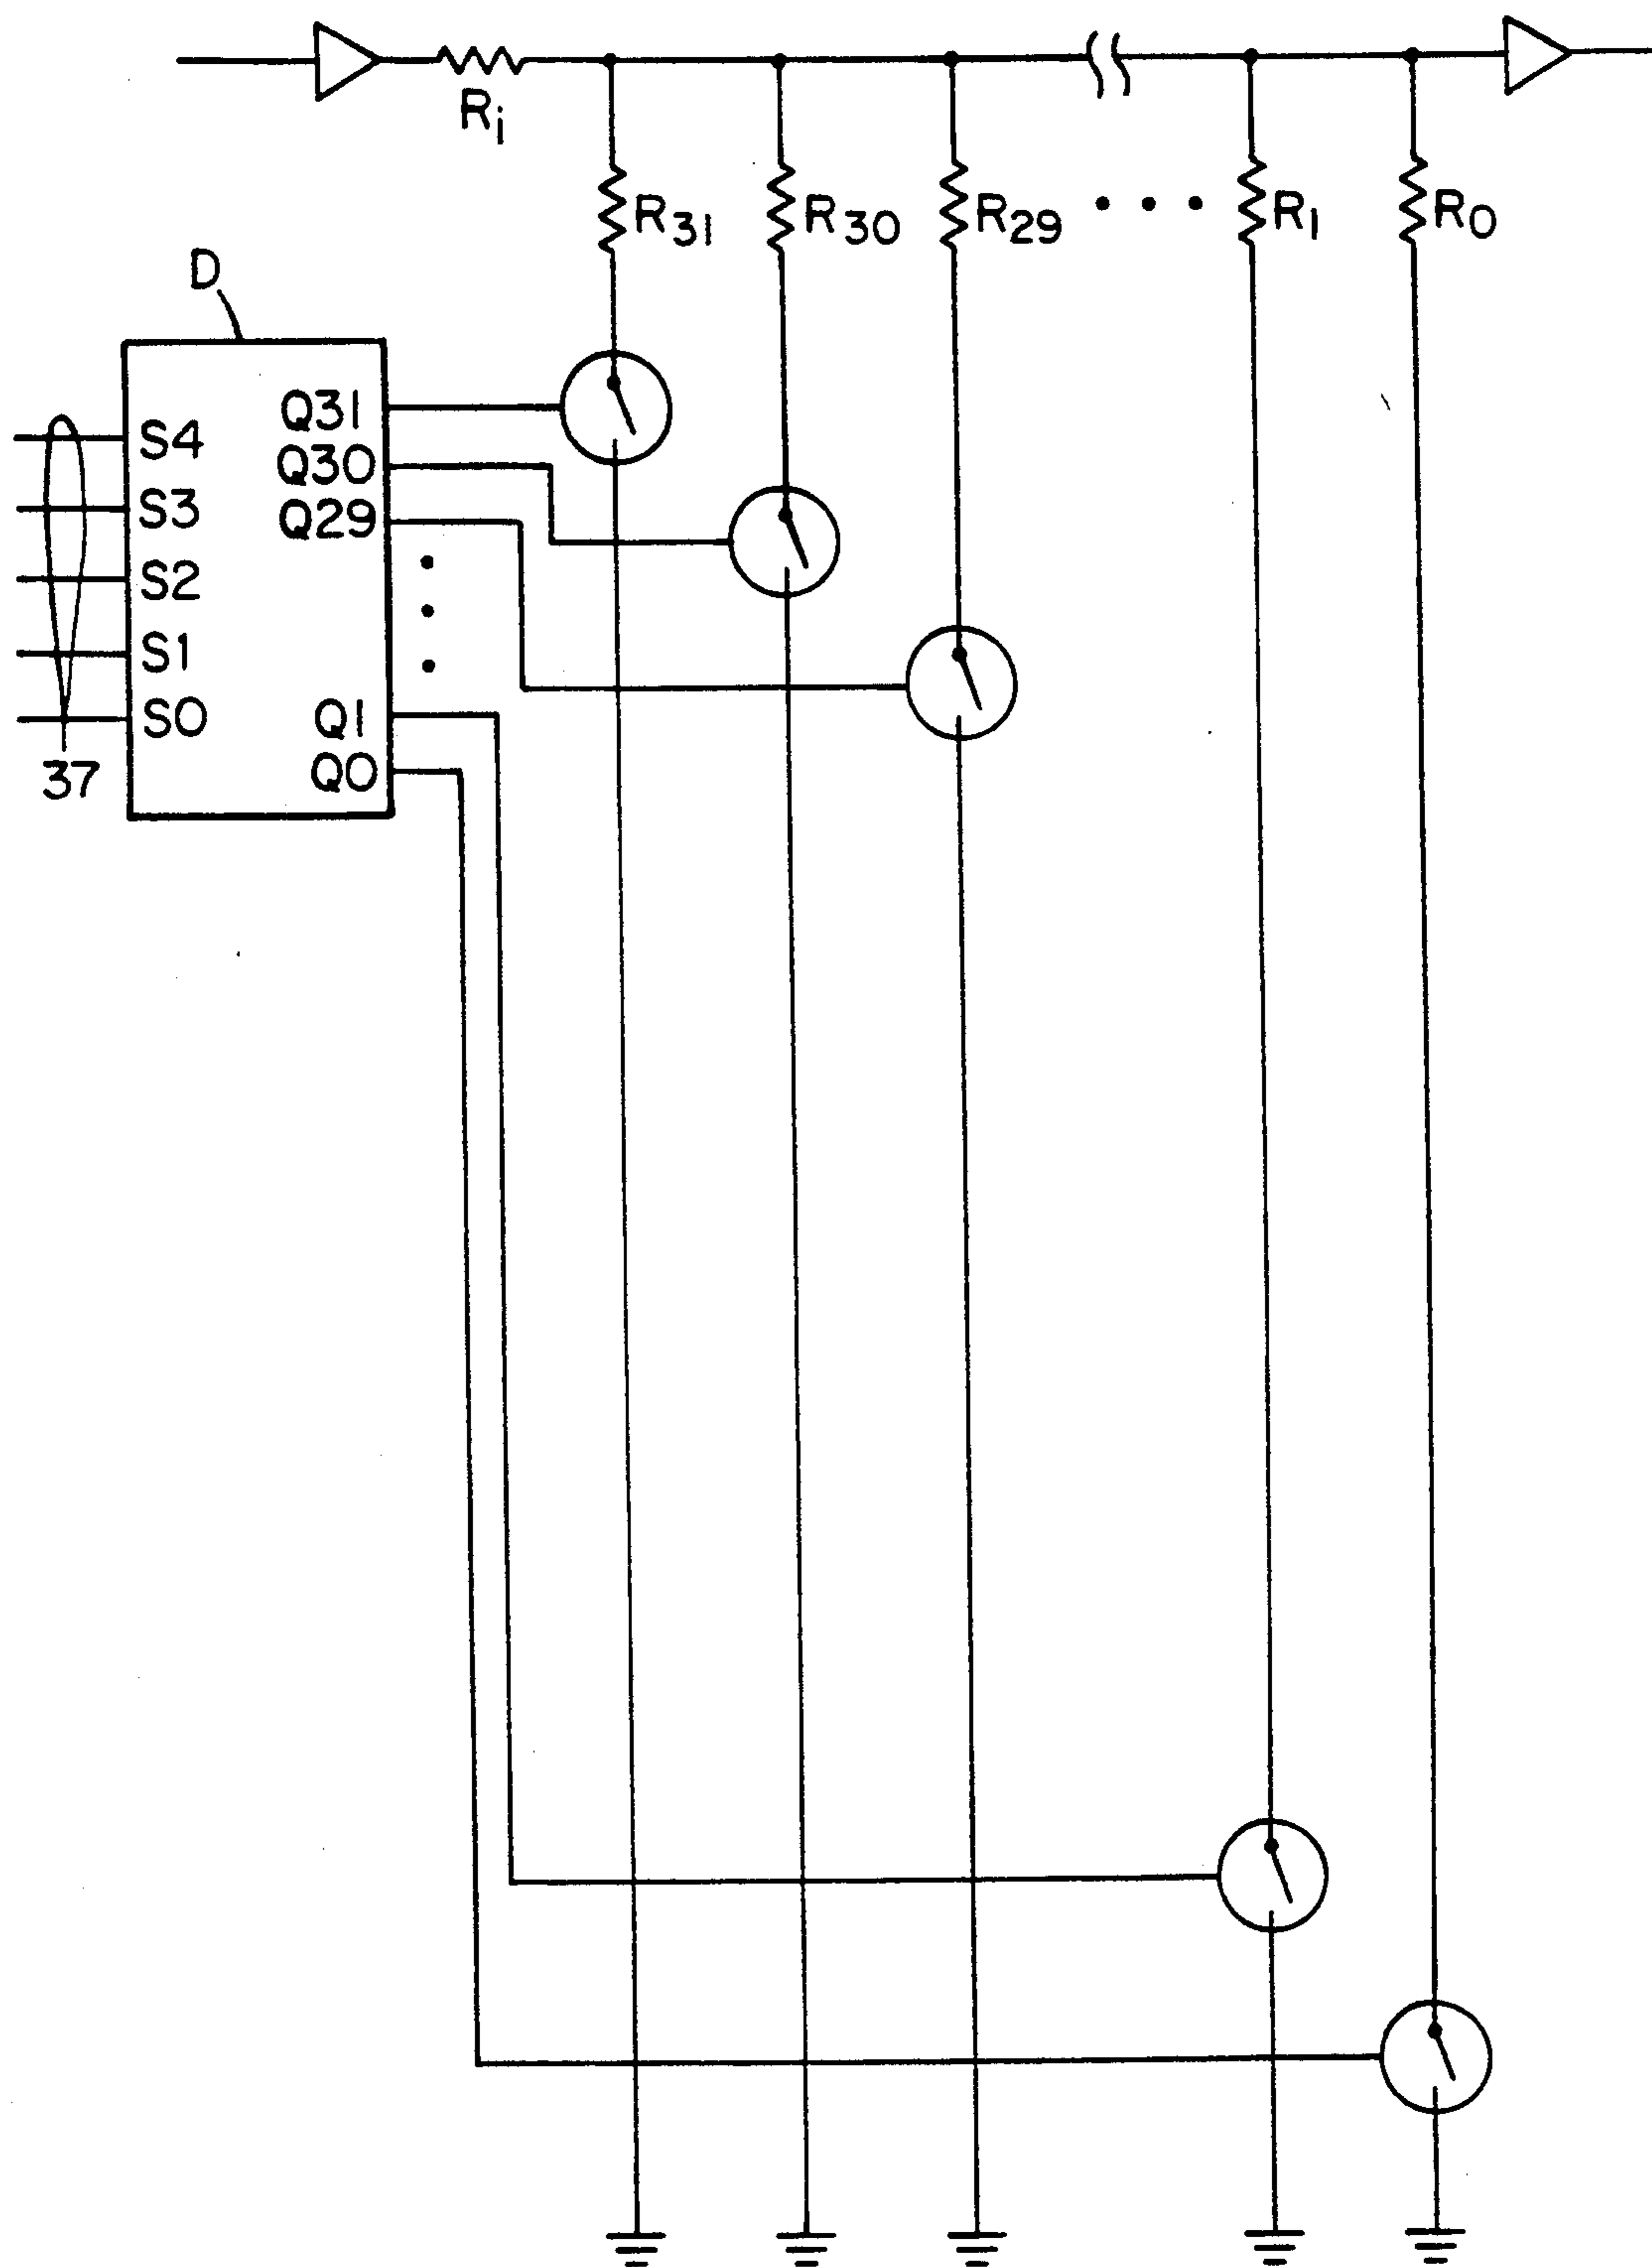 Ri
R31 R30 R29 • • • R1 R0
D
Q31
S4
Q30
S3
Q29
S2
S1
S0
Q1
Q0
37